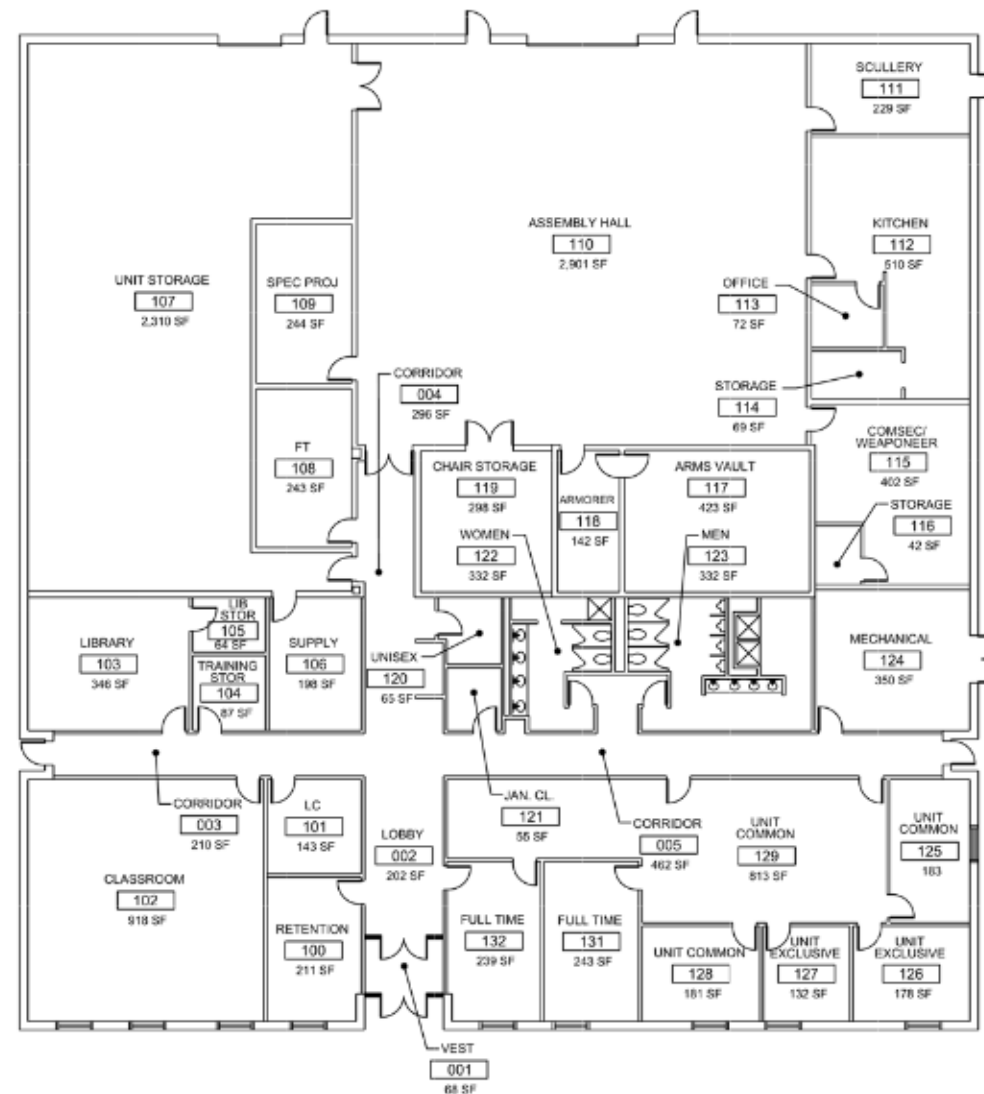 SCULLERY
111
229 SF
ASSEMBLY HALL
110
2,901 SF
KITCHEN
112
510 SF
UNIT STORAGE
107
2,310 SF
SPEC PROJ
109
244 SF
OFFICE
113
72 SF
CORRIDOR
004
296 SF
STORAGE
114
69 SF
FT
108
243 SF
COMSEC/
WEAPONEER
115
402 SF
CHAIR STORAGE
119
298 SF
ARMORER
118
142 SF
ARMS VAULT
117
423 SF
STORAGE
116
42 SF
WOMEN
122
332 SF
MEN
123
332 SF
LIBRARY
103
346 SF
LIB
STOR
105
64 SF
TRAINING
STOR
104
87 SF
SUPPLY
106
198 SF
UNISEX
120
65 SF
MECHANICAL
124
350 SF
CORRIDOR
003
210 SF
LC
101
143 SF
LOBBY
002
202 SF
JAN. CL.
121
55 SF
CORRIDOR
005
462 SF
UNIT
COMMON
129
813 SF
UNIT
COMMON
125
183
CLASSROOM
102
918 SF
RETENTION
100
211 SF
FULL TIME
132
239 SF
FULL TIME
131
243 SF
UNIT COMMON
128
181 SF
UNIT
EXCLUSIVE
127
132 SF
UNIT
EXCLUSIVE
126
178 SF
VEST
001
68 SF